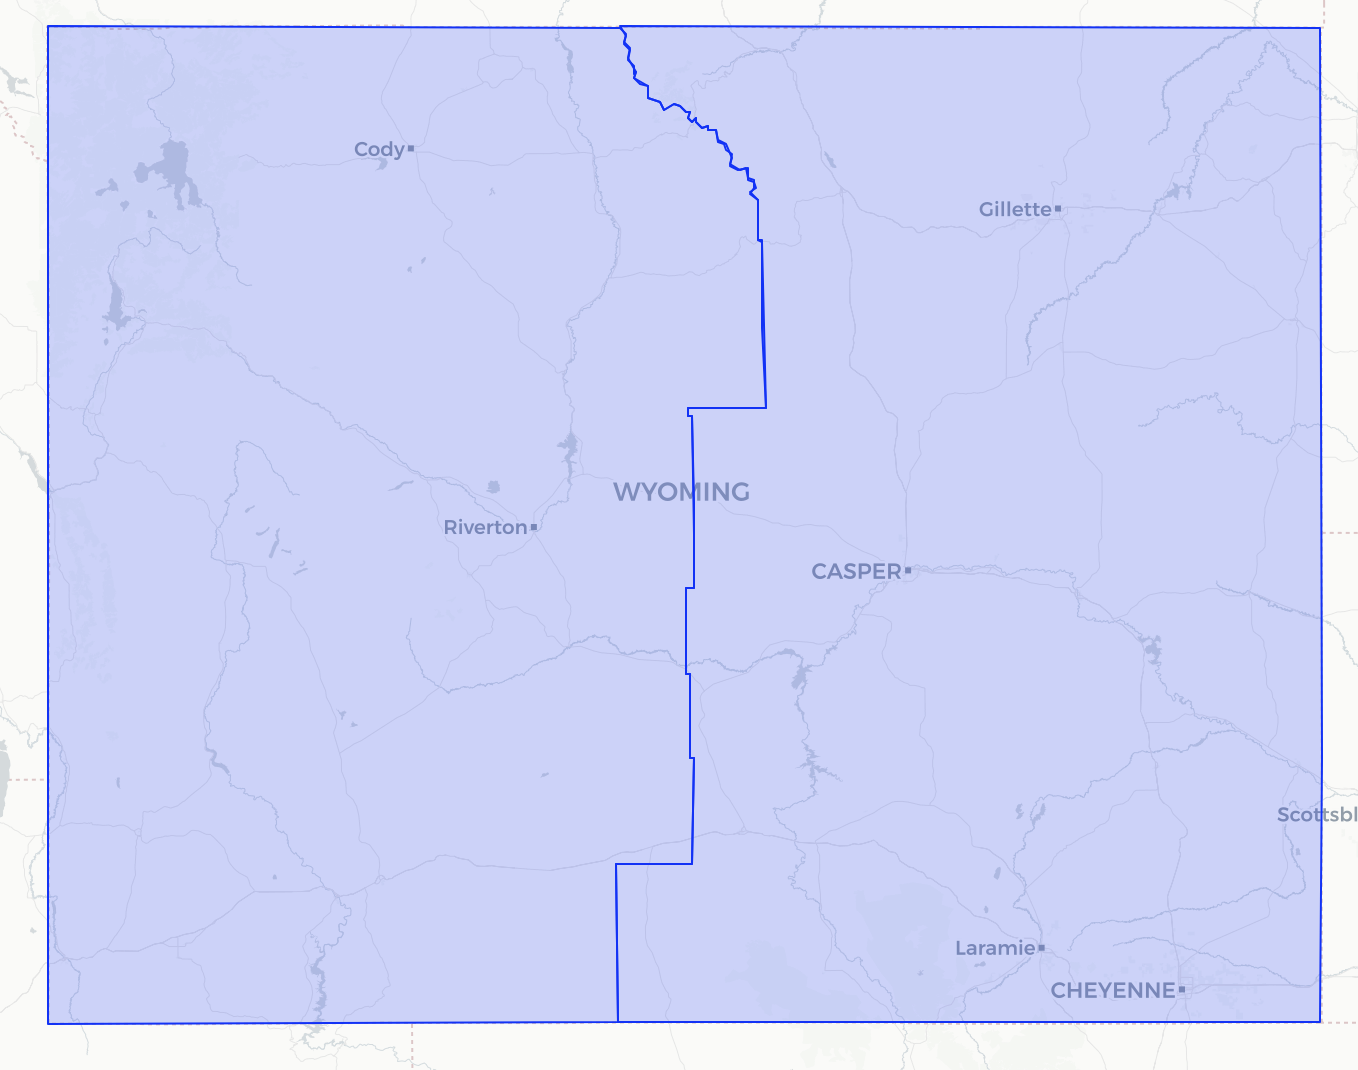 Cody
Gillette
WYOMING
Riverton
CASPER
Scottsbl
Laramie
CHEYENNE